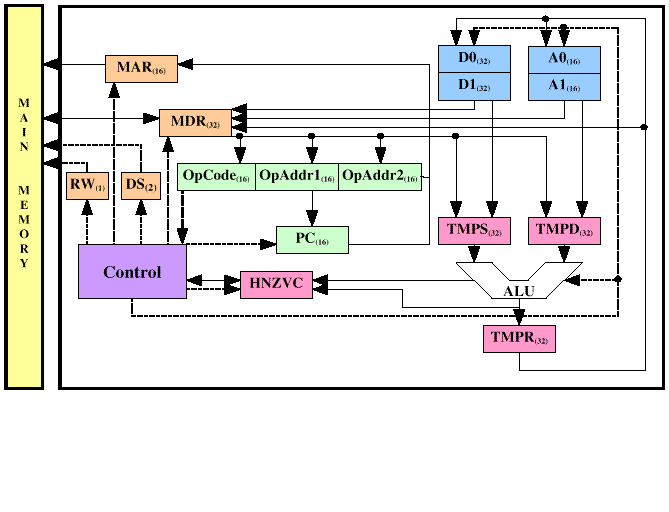 MAIN MEMORY
MAR(16)
D0(32)
A0(16)
D1(32)
A1(16)
MDR(32)
OpCode(16)
OpAddr1(16)
OpAddr2(16)
RW(1)
DS(2)
TMPS(32)
TMPD(32)
PC(16)
Control
HNZVC
ALU
TMPR(32)